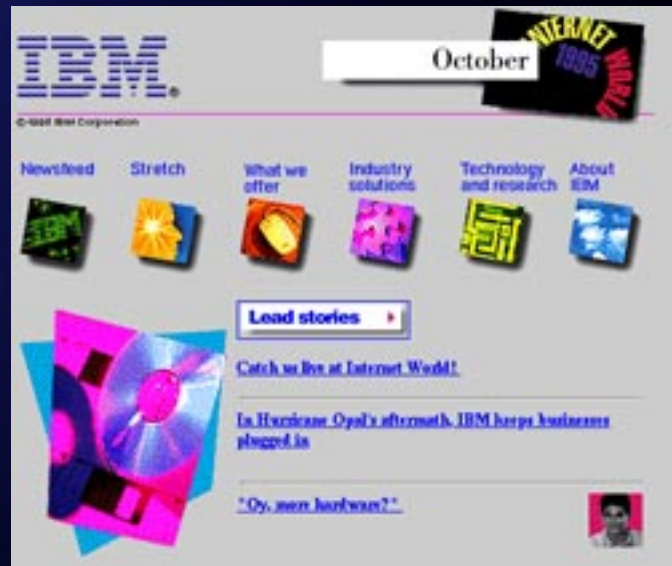 IBM®
October
INTERNET WORLD
1995
© 1995 IBM Corporation
Newsfeed
Stretch
What we
offer
Industry
solutions
Technology
and research
About
IBM
IBM
Lead stories
Catch us live at Internet World!
In Hurricane Opal's aftermath, IBM keeps businesses
plugged in
"Oy, more hardware?"